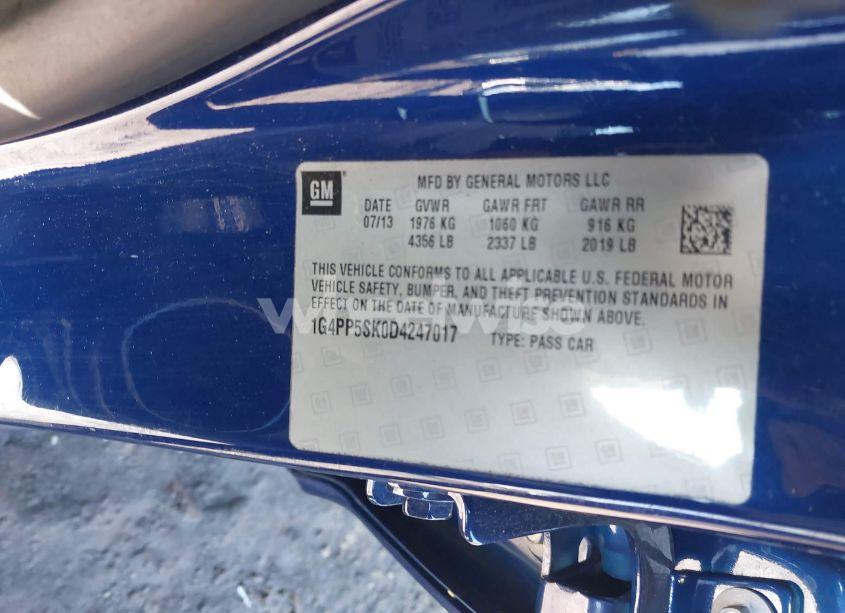 GM
MFD BY GENERAL MOTORS LLC
DATE GVWR GAWR FRT GAWR RR
07/13 1976 KG 1060 KG 916 KG
4356 LB 2337 LB 2019 LB
THIS VEHICLE CONFORMS TO ALL APPLICABLE U.S. FEDERAL MOTOR
VEHICLE SAFETY, BUMPER, AND THEFT PREVENTION STANDARDS IN
EFFECT ON THE DATE OF MANUFACTURE SHOWN ABOVE.
1G4PP5SK0D4247017 TYPE: PASS CAR